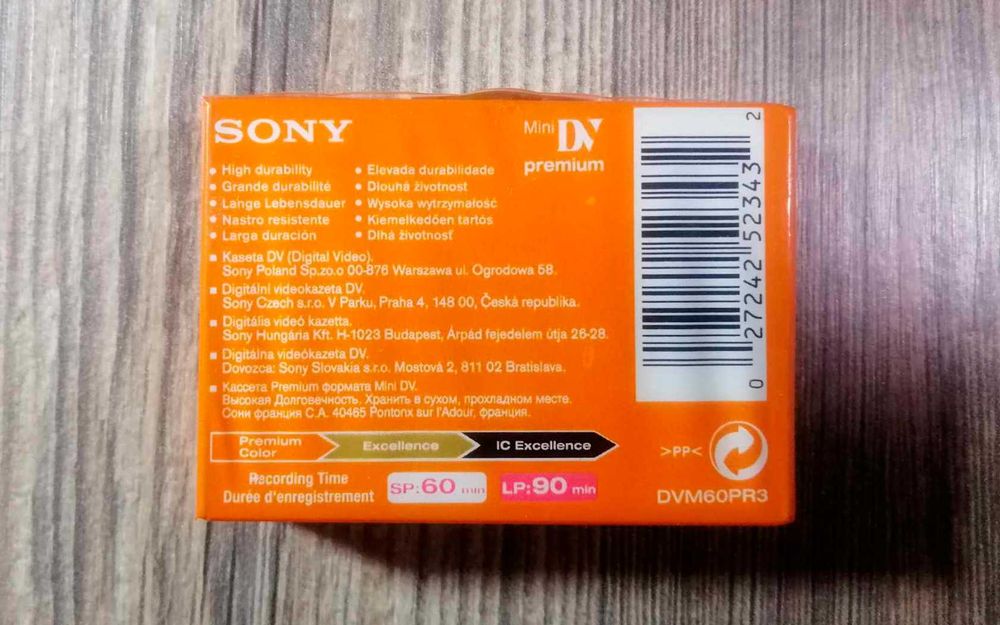 SONY
Mini DV
premium
• High durability
• Grande durabilité
• Lange Lebensdauer
• Nastro resistente
• Larga duración
• Elevada durabilidade
• Dlouhá životnost
• Wysoka wytrzymałość
• Kiemelkedően tartós
• Dlhá životnosť
▪ Kaseta DV (Digital Video).
Sony Poland Sp.zo.o 00-876 Warszawa ul. Ogrodowa 58.
▪ Digitální videokazeta DV.
Sony Czech s.r.o. V Parku, Praha 4, 148 00, Česká republika.
▪ Digitális videó kazetta.
Sony Hungária Kft. H-1023 Budapest, Árpád fejedelem útja 26-28.
▪ Digitálna videókazeta DV.
Dovozca: Sony Slovakia s.r.o. Mostová 2, 811 02 Bratislava.
▪ Кассета Premium формата Mini DV.
Высокая Долговечность. Хранить в сухом, прохладном месте.
Сони франция С.А. 40465 Pontonx sur l'Adour, франция.
Premium
Color
Excellence
IC Excellence
Recording Time
Durée d'enregistrement
SP:60 min
LP:90 min
0 27242 52343 2
>PP<
DVM60PR3